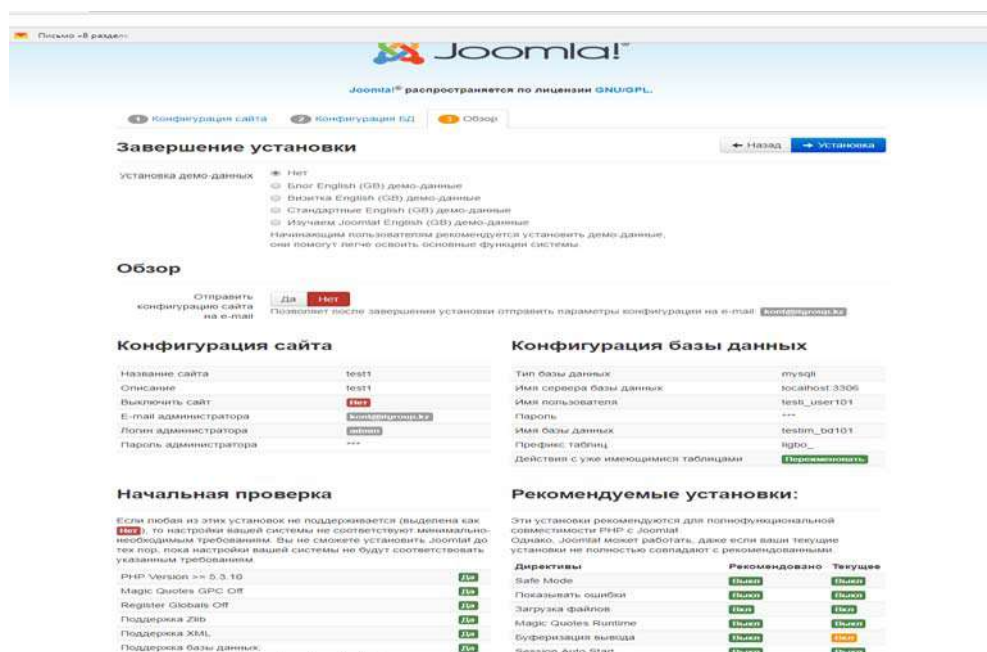 Письмо «В раздел»
Joomla!®
Joomla!® распространяется по лицензии GNU/GPL.
1 Конфигурация сайта
2 Конфигурация БД
3 Обзор
Завершение установки
Назад
Установка
Установка демо-данных
Нет
Блог English (GB) демо-данные
Визитка English (GB) демо-данные
Стандартные English (GB) демо-данные
Изучаем Joomla! English (GB) демо-данные
Начинающим пользователям рекомендуется установить демо-данные,
они помогут легче освоить основные функции системы.
Обзор
Отправить
конфигурацию сайта
на e-mail
Да Нет
Позволяет после завершения установки отправить параметры конфигурации на e-mail
Конфигурация сайта
Название сайта test1
Описание test1
Выключить сайт Нет
E-mail администратора
Логин администратора admin
Пароль администратора ***
Конфигурация базы данных
Тип базы данных mysqli
Имя сервера базы данных localhost:3306
Имя пользователя testi_user101
Пароль ***
Имя базы данных testim_bd101
Префикс таблиц ligbo_
Действия с уже имеющимися таблицами Переименовать
Начальная проверка
Если любая из этих установок не поддерживается (выделена как
Нет), то настройки вашей системы не соответствуют минимально-
необходимым требованиям. Вы не сможете установить Joomla! до
тех пор, пока настройки вашей системы не будут соответствовать
указанным требованиям.
PHP Version >= 5.3.10 Да
Magic Quotes GPC Off Да
Register Globals Off Да
Поддержка Zlib Да
Поддержка XML Да
Поддержка базы данных: Да
Рекомендуемые установки:
Эти установки рекомендуются для полнофункциональной
совместимости PHP с Joomla!
Однако, Joomla! может работать, даже если ваши текущие
установки не полностью совпадают с рекомендованными.
Директивы Рекомендовано Текущее
Safe Mode Выкл Выкл
Показывать ошибки Выкл Выкл
Загрузка файлов Вкл Вкл
Magic Quotes Runtime Выкл Выкл
Буферизация вывода Выкл Вкл
Session Auto Start Выкл Выкл